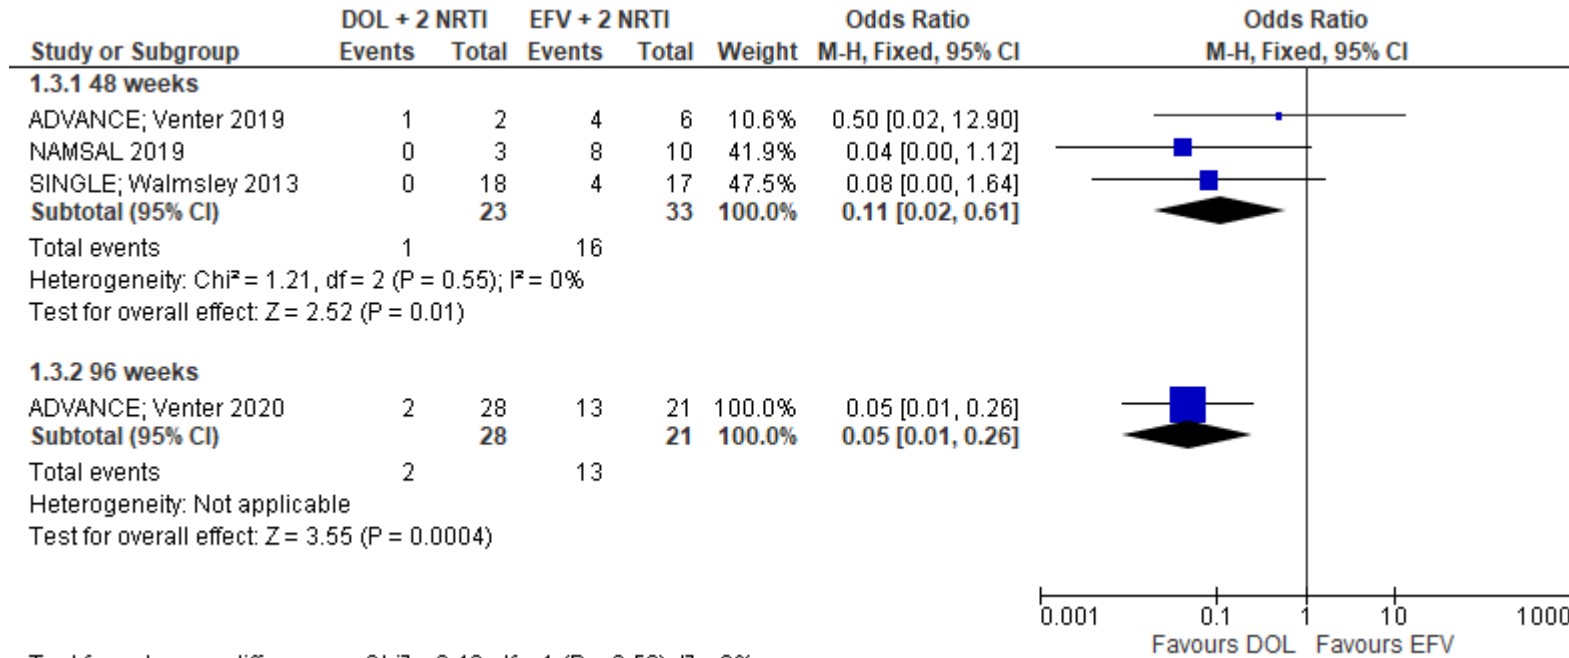 DOL + 2 NRTI EFV + 2 NRTI Odds Ratio Odds Ratio
Study or Subgroup Events Total Events Total Weight M-H, Fixed, 95% CI M-H, Fixed, 95% CI
1.3.1 48 weeks
ADVANCE; Venter 2019 1 2 4 6 10.6% 0.50 [0.02, 12.90]
NAMSAL 2019 0 3 8 10 41.9% 0.04 [0.00, 1.12]
SINGLE; Walmsley 2013 0 18 4 17 47.5% 0.08 [0.00, 1.64]
Subtotal (95% CI) 23 33 100.0% 0.11 [0.02, 0.61]
Total events 1 16
Heterogeneity: Chi² = 1.21, df = 2 (P = 0.55); I² = 0%
Test for overall effect: Z = 2.52 (P = 0.01)
1.3.2 96 weeks
ADVANCE; Venter 2020 2 28 13 21 100.0% 0.05 [0.01, 0.26]
Subtotal (95% CI) 28 21 100.0% 0.05 [0.01, 0.26]
Total events 2 13
Heterogeneity: Not applicable
Test for overall effect: Z = 3.55 (P = 0.0004)
0.001 0.1 1 10 1000
Favours DOL Favours EFV